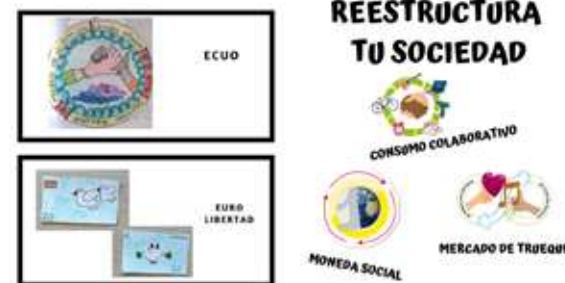 ECUO
EURO
LIBERTAD
REESTRUCTURA
TU SOCIEDAD
CONSUMO COLABORATIVO
MONEDA SOCIAL
MERCADO DE TRUEQUE